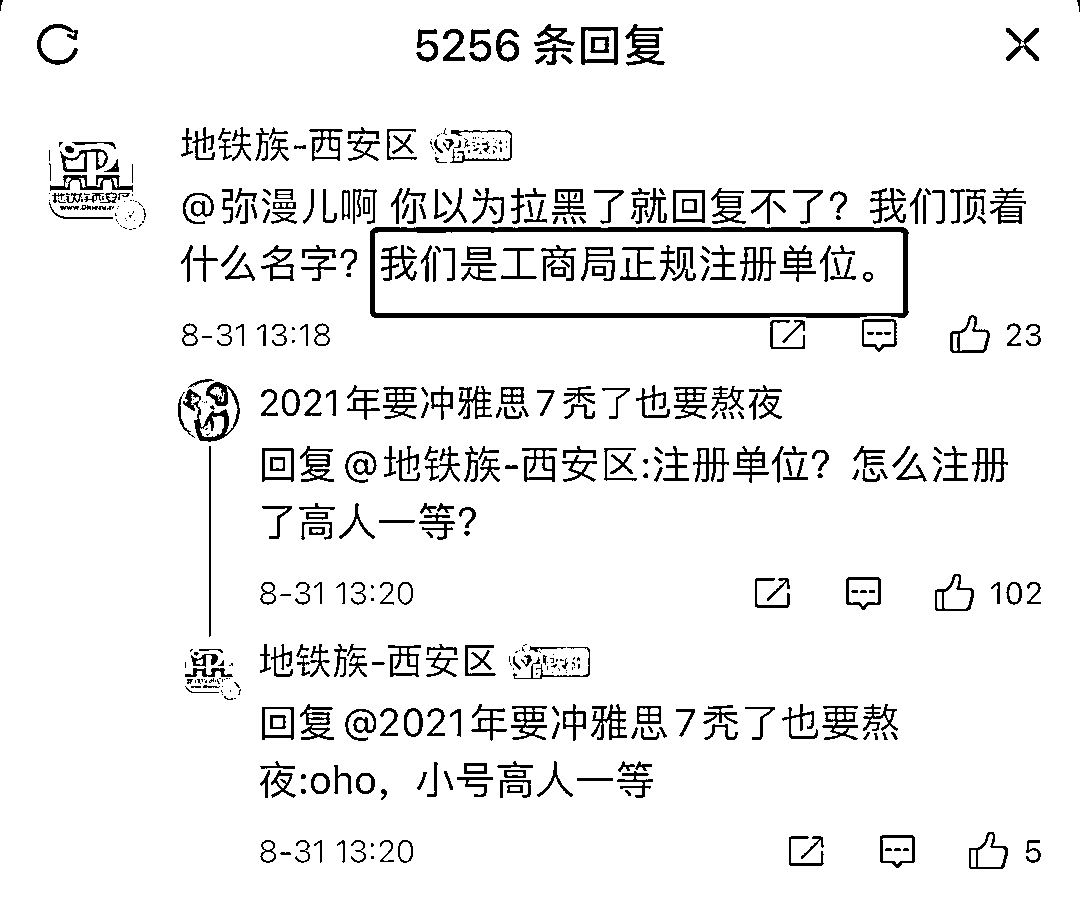 5256 条回复
地铁族-西安区
@弥漫儿啊 你以为拉黑了就回复不了？我们顶着
什么名字？我们是工商局正规注册单位。
8-31 13:18
23
2021年要冲雅思7秃了也要熬夜
回复@地铁族-西安区:注册单位？怎么注册
了高人一等？
8-31 13:20
102
地铁族-西安区
回复@2021年要冲雅思7秃了也要熬
夜:oho，小号高人一等
8-31 13:20
5